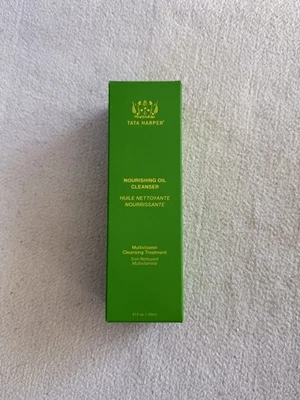 TATA HARPER
NOURISHING OIL
CLEANSER
HUILE NETTOYANTE
NOURRISSANTE
Multivitamin
Cleansing Treatment
Soin Nettoyant
Multivitaminé